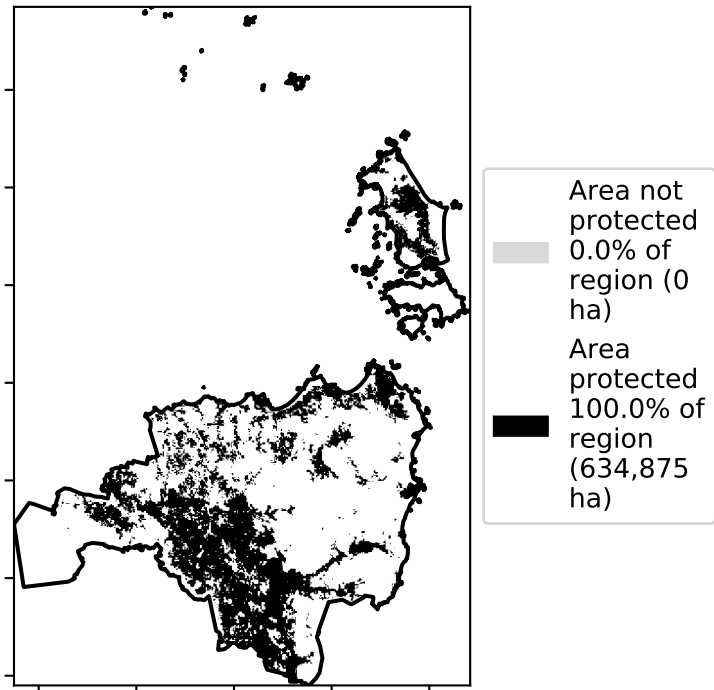 Area not
protected
0.0% of
region (0
ha)
Area
protected
100.0% of
region
(634,875
ha)